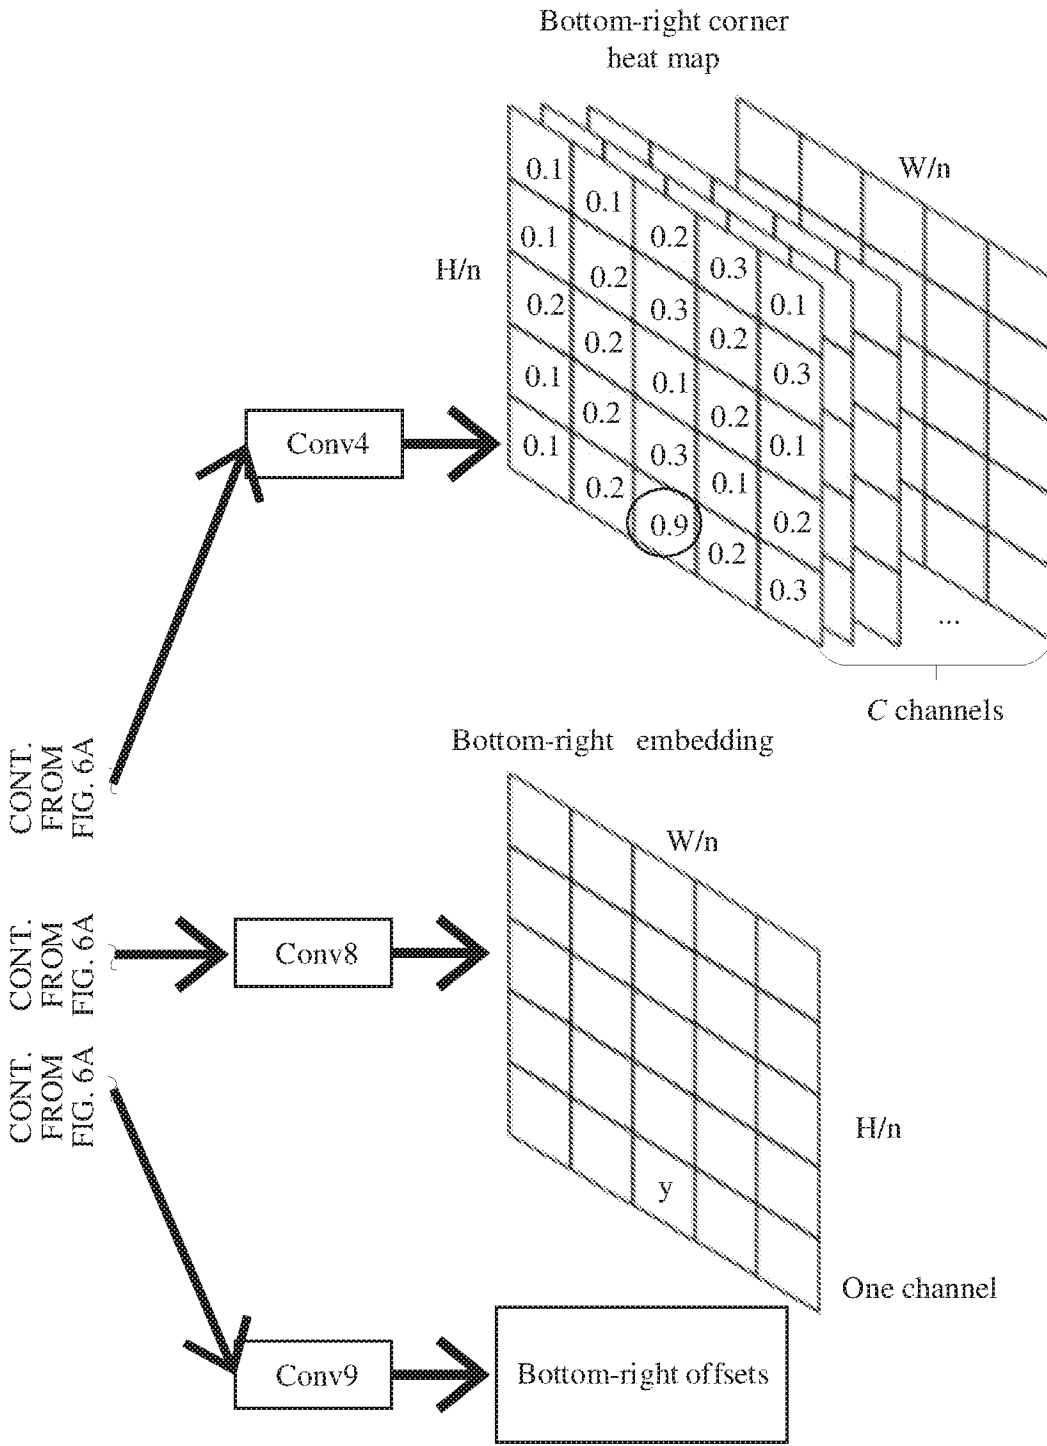 Bottom-right corner
heat map
W/n
H/n
0.1 0.1 0.2 0.3 0.1
0.1 0.2 0.3 0.2 0.3
0.2 0.2 0.1 0.2 0.1
0.1 0.2 0.3 0.1 0.2
0.1 0.2 0.9 0.2 0.3
Conv4
...
C channels
CONT.
FROM
FIG. 6A
Bottom-right embedding
W/n
CONT.
FROM
FIG. 6A
Conv8
CONT.
FROM
FIG. 6A
H/n
y
One channel
Conv9
Bottom-right offsets